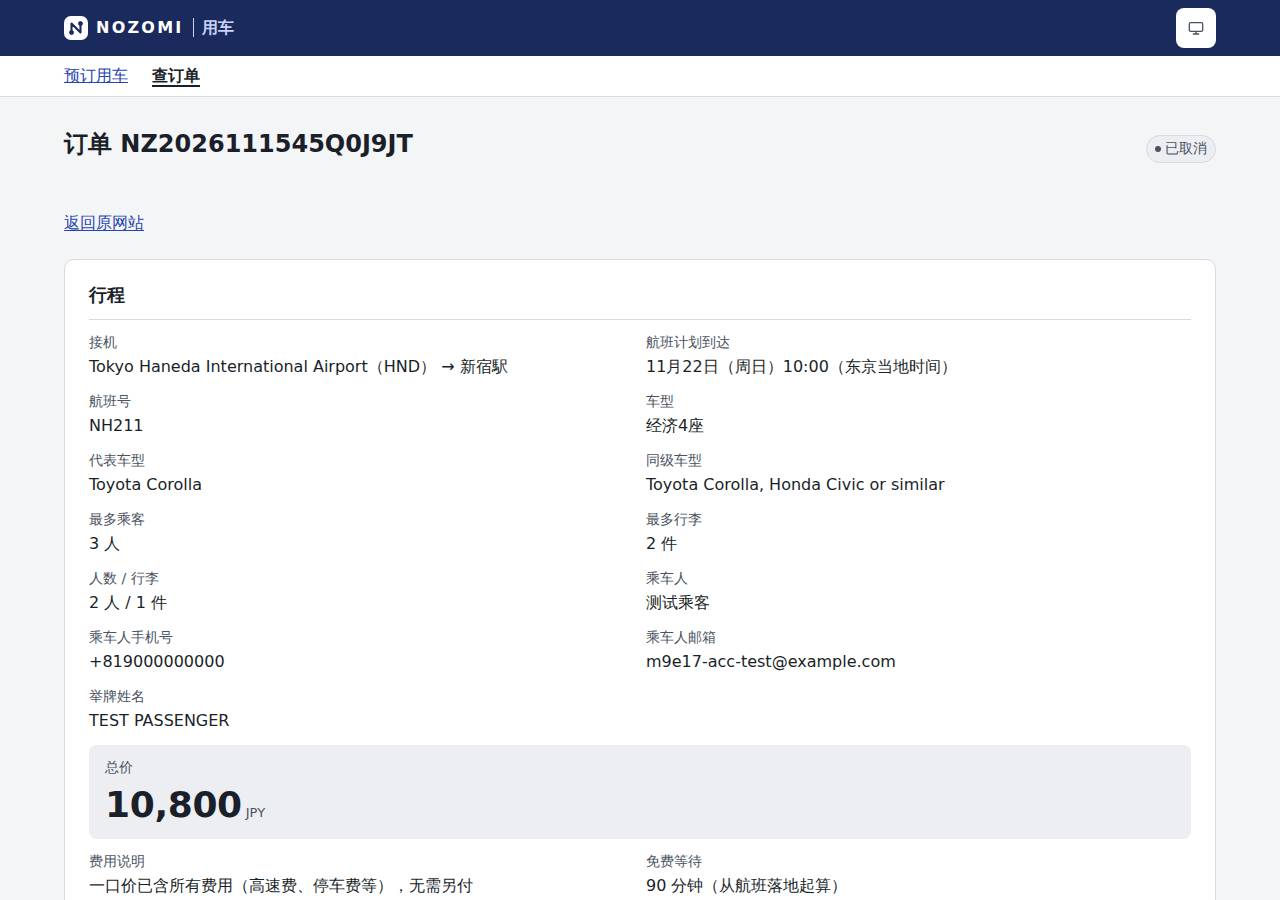 NOZOMI 用车
预订用车 查订单
订单 NZ2026111545Q0J9JT
已取消
返回原网站
行程
接机 航班计划到达
Tokyo Haneda International Airport（HND） → 新宿駅 11月22日（周日）10:00（东京当地时间）
航班号 车型
NH211 经济4座
代表车型 同级车型
Toyota Corolla Toyota Corolla, Honda Civic or similar
最多乘客 最多行李
3 人 2 件
人数 / 行李 乘车人
2 人 / 1 件 测试乘客
乘车人手机号 乘车人邮箱
+819000000000 m9e17-acc-test@example.com
举牌姓名
TEST PASSENGER
总价
10,800 JPY
费用说明 免费等待
一口价已含所有费用（高速费、停车费等），无需另付 90 分钟（从航班落地起算）